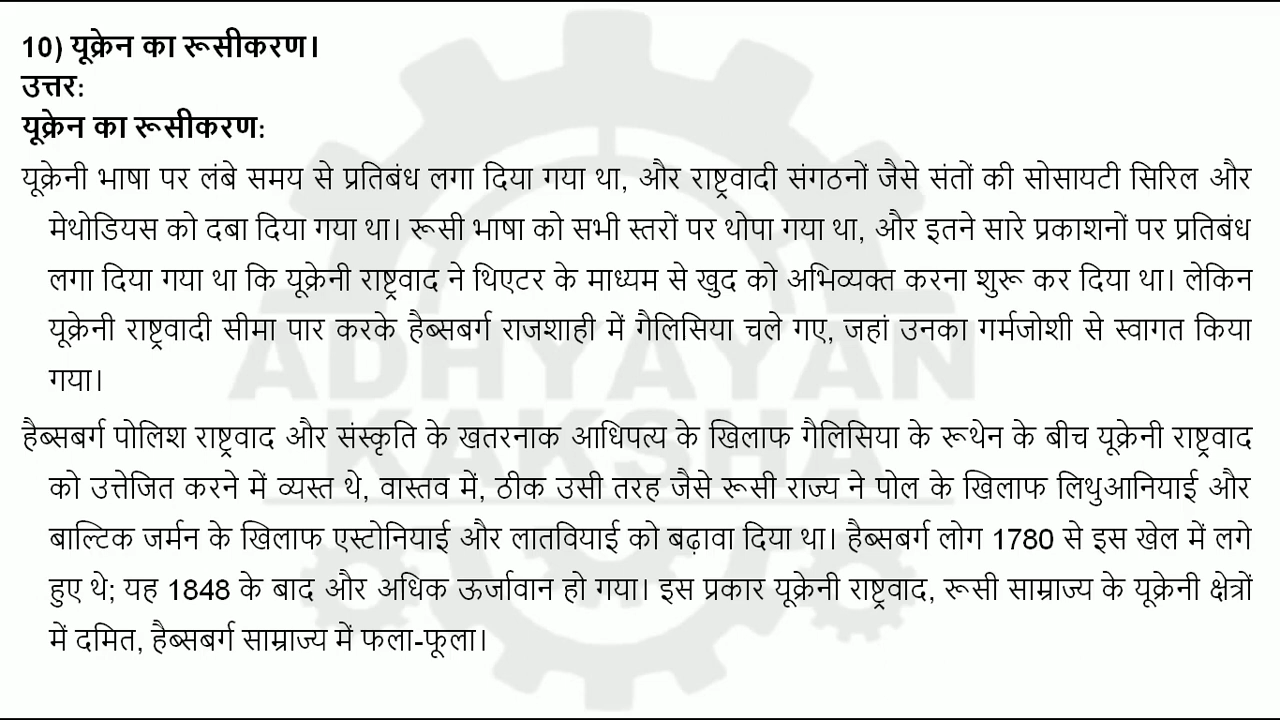 10) यूक्रेन का रूसीकरण।
उत्तर:
यूक्रेन का रूसीकरण:
यूक्रेनी भाषा पर लंबे समय से प्रतिबंध लगा दिया गया था, और राष्ट्रवादी संगठनों जैसे संतों की सोसायटी सिरिल और
मेथोडियस को दबा दिया गया था। रूसी भाषा को सभी स्तरों पर थोपा गया था, और इतने सारे प्रकाशनों पर प्रतिबंध
लगा दिया गया था कि यूक्रेनी राष्ट्रवाद ने थिएटर के माध्यम से खुद को अभिव्यक्त करना शुरू कर दिया था। लेकिन
यूक्रेनी राष्ट्रवादी सीमा पार करके हैब्सबर्ग राजशाही में गैलिसिया चले गए, जहां उनका गर्मजोशी से स्वागत किया
गया।
हैब्सबर्ग पोलिश राष्ट्रवाद और संस्कृति के खतरनाक आधिपत्य के खिलाफ गैलिसिया के रूथेन के बीच यूक्रेनी राष्ट्रवाद
को उत्तेजित करने में व्यस्त थे, वास्तव में, ठीक उसी तरह जैसे रूसी राज्य ने पोल के खिलाफ लिथुआनियाई और
बाल्टिक जर्मन के खिलाफ एस्टोनियाई और लातवियाई को बढ़ावा दिया था। हैब्सबर्ग लोग 1780 से इस खेल में लगे
हुए थे; यह 1848 के बाद और अधिक ऊर्जावान हो गया। इस प्रकार यूक्रेनी राष्ट्रवाद, रूसी साम्राज्य के यूक्रेनी क्षेत्रों
में दमित, हैब्सबर्ग साम्राज्य में फला-फूला।
ADHYAYAN
KAKSHA